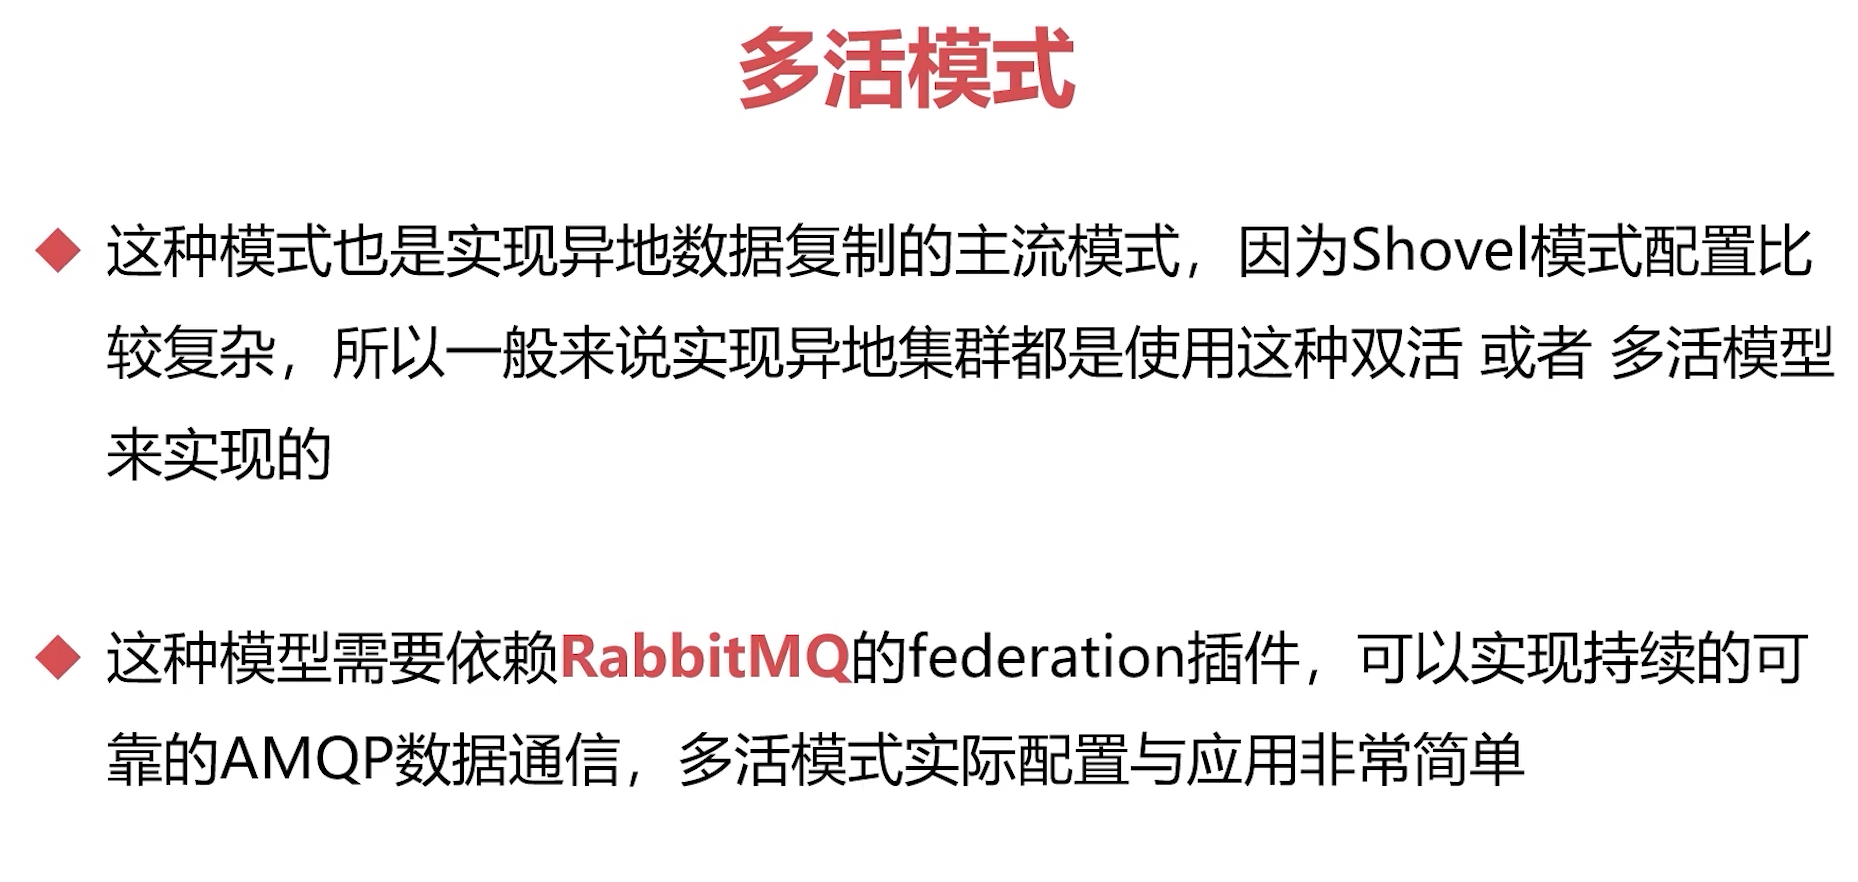 多活模式
这种模式也是实现异地数据复制的主流模式，因为Shovel模式配置比
较复杂，所以一般来说实现异地集群都是使用这种双活 或者 多活模型
来实现的
这种模型需要依赖RabbitMQ的federation插件，可以实现持续的可
靠的AMQP数据通信，多活模式实际配置与应用非常简单